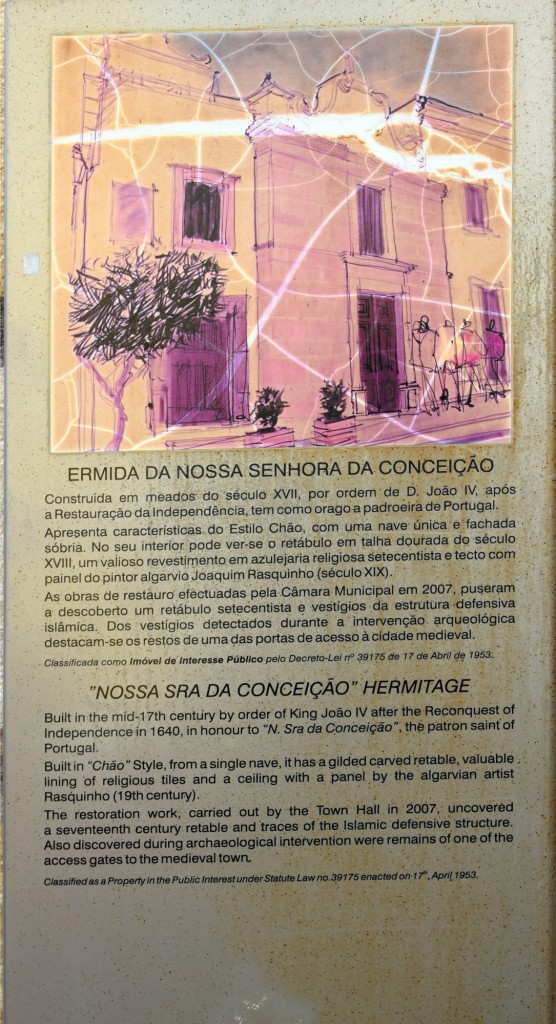 ERMIDA DA NOSSA SENHORA DA CONCEIÇÃO
Construída em meados do século XVII, por ordem de D. João IV, após
a Restauração da Independência, tem como orago a padroeira de Portugal.
Apresenta características do Estilo Chão, com uma nave única e fachada
sóbria. No seu interior pode ver-se o retábulo em talha dourada do século
XVIII, um valioso revestimento em azulejaria religiosa setecentista e tecto com
painel do pintor algarvio Joaquim Rasquinho (século XIX).
As obras de restauro efectuadas pela Câmara Municipal em 2007, puseram
a descoberto um retábulo setecentista e vestígios da estrutura defensiva
islâmica. Dos vestígios detectados durante a intervenção arqueológica
destacam-se os restos de uma das portas de acesso à cidade medieval.
Classificada como Imóvel de Interesse Público pelo Decreto-Lei nº 39175 de 17 de Abril de 1953.
"NOSSA SRA DA CONCEIÇÃO" HERMITAGE
Built in the mid-17th century by order of King João IV after the Reconquest of
Independence in 1640, in honour to "N. Sra da Conceição", the patron saint of
Portugal.
Built in "Chão" Style, from a single nave, it has a gilded carved retable, valuable
lining of religious tiles and a ceiling with a panel by the algarvian artist
Rasquinho (19th century).
The restoration work, carried out by the Town Hall in 2007, uncovered
a seventeenth century retable and traces of the Islamic defensive structure.
Also discovered during archaeological intervention were remains of one of the
access gates to the medieval town.
Classified as a Property in the Public Interest under Statute Law no. 39175 enacted on 17th, April 1953.